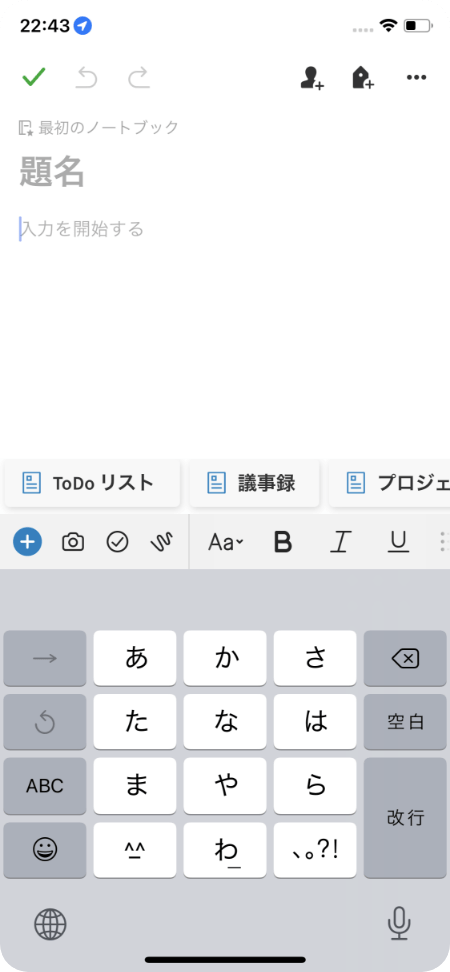 22:43
最初のノートブック
題名
入力を開始する
ToDo リスト
議事録
プロジェ
Aa
B
I
U
→
あ
か
さ
た
な
は
空白
ABC
ま
や
ら
改行
^^
わ
、。?!